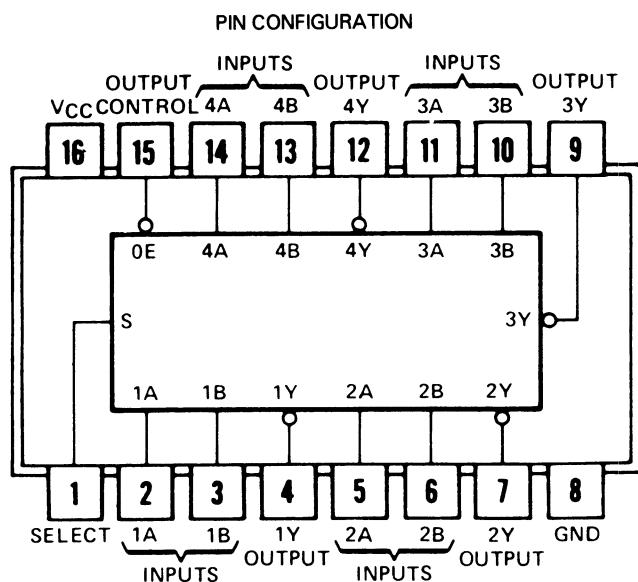 PIN CONFIGURATION
INPUTS INPUTS
OUTPUT OUTPUT OUTPUT
VCC CONTROL 4A 4B 4Y 3A 3B 3Y
16 15 14 13 12 11 10 9
0E 4A 4B 4Y 3A 3B
S 3Y
1A 1B 1Y 2A 2B 2Y
1 2 3 4 5 6 7 8
SELECT 1A 1B 1Y 2A 2B 2Y GND
OUTPUT OUTPUT
INPUTS INPUTS